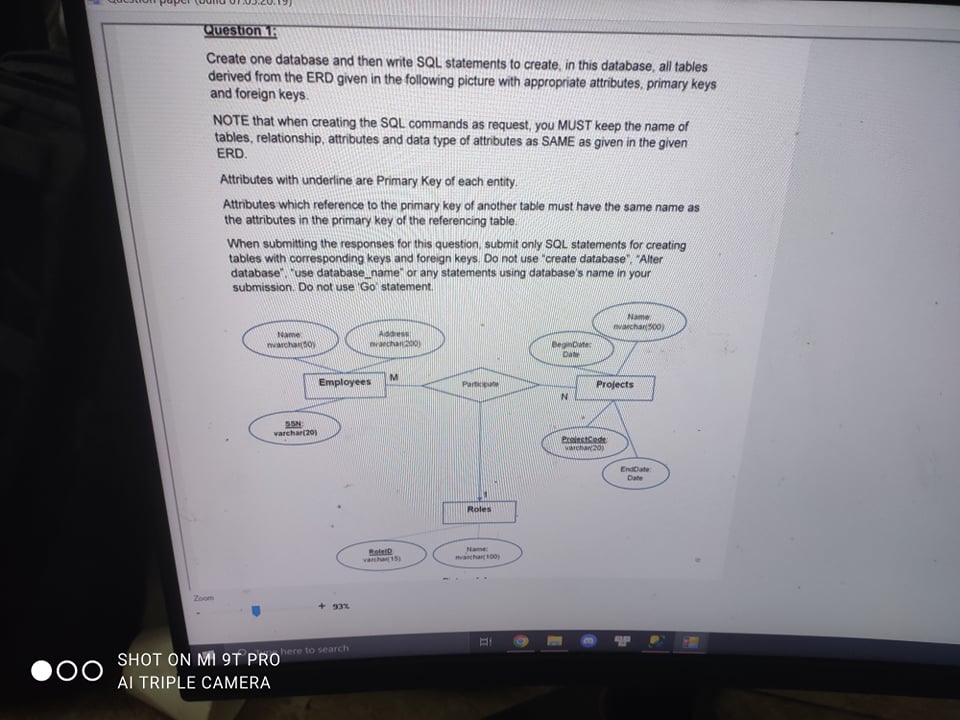 Question paper (build 07.05.20.19)
Question 1:
Create one database and then write SQL statements to create, in this database, all tables
derived from the ERD given in the following picture with appropriate attributes, primary keys
and foreign keys.
NOTE that when creating the SQL commands as request, you MUST keep the name of
tables, relationship, attributes and data type of attributes as SAME as given in the given
ERD.
Attributes with underline are Primary Key of each entity.
Attributes which reference to the primary key of another table must have the same name as
the attributes in the primary key of the referencing table.
When submitting the responses for this question, submit only SQL statements for creating
tables with corresponding keys and foreign keys. Do not use "create database", "Alter
database", "use database_name" or any statements using database's name in your
submission. Do not use 'Go' statement.
Name:
nvarchar(50)
Address:
nvarchar(200)
BeginDate:
Date
Name:
nvarchar(500)
Employees
M
Participate
N
Projects
SSN:
varchar(20)
ProjectCode:
varchar(20)
EndDate:
Date
1
Roles
RoleID:
varchar(15)
Name:
nvarchar(100)
Zoom
- + 93%
here to search
SHOT ON MI 9T PRO
AI TRIPLE CAMERA